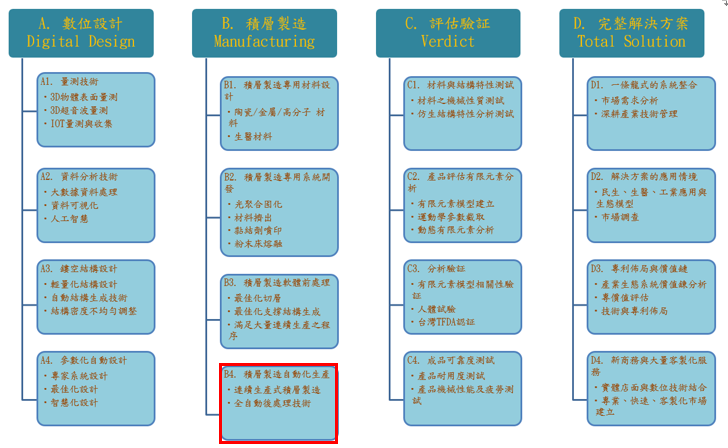 A. 數位設計
Digital Design
A1. 量測技術
・3D物體表面量測
・3D超音波量測
・IOT量測與收集
A2. 資料分析技術
・大數據資料處理
・資料可視化
・人工智慧
A3. 鏤空結構設計
・輕量化結構設計
・自動結構生成技術
・結構密度不均勻調整
A4. 參數化自動設計
・專家系統設計
・最佳化設計
・智慧化設計
B. 積層製造
Manufacturing
B1. 積層製造專用材料設
計
・陶瓷/金屬/高分子 材
料
・生醫材料
B2. 積層製造專用系統開
發
・光聚合固化
・材料擠出
・黏結劑噴印
・粉末床熔融
B3. 積層製造軟體前處理
・最佳化切層
・最佳化支撐結構生成
・滿足大量連續生產之程
序
B4. 積層製造自動化生產
・連續生產式積層製造
・全自動後處理技術
C. 評估驗証
Verdict
C1. 材料與結構特性測試
・材料之機械性質測試
・仿生結構特性分析測試
C2. 產品評估有限元素分
析
・有限元素模型建立
・運動學參數截取
・動態有限元素分析
C3. 分析驗證
・有限元素模型相關性驗
證
・人體試驗
・台灣TFDA認証
C4. 成品可靠度測試
・產品耐用度測試
・產品機械性能及疲勞測
試
D. 完整解決方案
Total Solution
D1. 一條龍式的系統整合
・市場需求分析
・深耕產業技術管理
D2. 解決方案的應用情境
・民生、生醫、工業應用與
生態模型
・市場調查
D3. 專利佈局與價值鏈
・產業生態系統價值鍊分析
・專價值評估
・技術與專利佈局
D4. 新商務與大量客製化服
務
・實體店面與數位技術結合
・專業、快速、客製化市場
建立